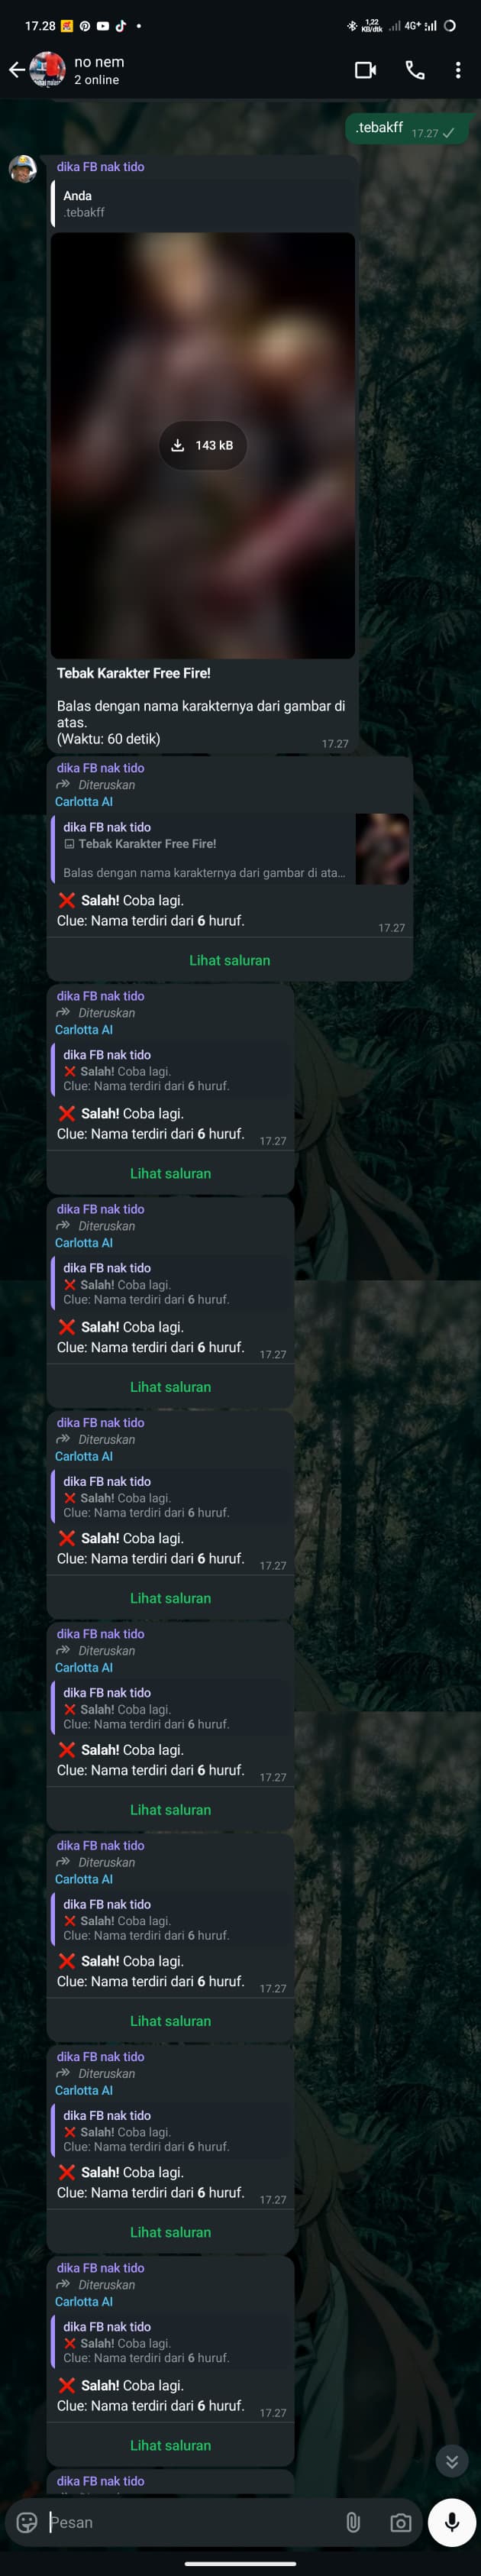 17.28
1,22
KB/dtk
4G+
no nem
2 online
.tebakff
17.27
dika FB nak tido
Anda
.tebakff
143 kB
Tebak Karakter Free Fire!
Balas dengan nama karakternya dari gambar di
atas.
(Waktu: 60 detik)
17.27
dika FB nak tido
Diteruskan
Carlotta AI
dika FB nak tido
Tebak Karakter Free Fire!
Balas dengan nama karakternya dari gambar di ata...
Salah! Coba lagi.
Clue: Nama terdiri dari 6 huruf.
17.27
Lihat saluran
dika FB nak tido
Diteruskan
Carlotta AI
dika FB nak tido
Salah! Coba lagi.
Clue: Nama terdiri dari 6 huruf.
Salah! Coba lagi.
Clue: Nama terdiri dari 6 huruf.
17.27
Lihat saluran
dika FB nak tido
Diteruskan
Carlotta AI
dika FB nak tido
Salah! Coba lagi.
Clue: Nama terdiri dari 6 huruf.
Salah! Coba lagi.
Clue: Nama terdiri dari 6 huruf.
17.27
Lihat saluran
dika FB nak tido
Diteruskan
Carlotta AI
dika FB nak tido
Salah! Coba lagi.
Clue: Nama terdiri dari 6 huruf.
Salah! Coba lagi.
Clue: Nama terdiri dari 6 huruf.
17.27
Lihat saluran
dika FB nak tido
Diteruskan
Carlotta AI
dika FB nak tido
Salah! Coba lagi.
Clue: Nama terdiri dari 6 huruf.
Salah! Coba lagi.
Clue: Nama terdiri dari 6 huruf.
17.27
Lihat saluran
dika FB nak tido
Diteruskan
Carlotta AI
dika FB nak tido
Salah! Coba lagi.
Clue: Nama terdiri dari 6 huruf.
Salah! Coba lagi.
Clue: Nama terdiri dari 6 huruf.
17.27
Lihat saluran
dika FB nak tido
Diteruskan
Carlotta AI
dika FB nak tido
Salah! Coba lagi.
Clue: Nama terdiri dari 6 huruf.
Salah! Coba lagi.
Clue: Nama terdiri dari 6 huruf.
17.27
Lihat saluran
dika FB nak tido
Diteruskan
Carlotta AI
dika FB nak tido
Salah! Coba lagi.
Clue: Nama terdiri dari 6 huruf.
Salah! Coba lagi.
Clue: Nama terdiri dari 6 huruf.
17.27
Lihat saluran
dika FB nak tido
Pesan